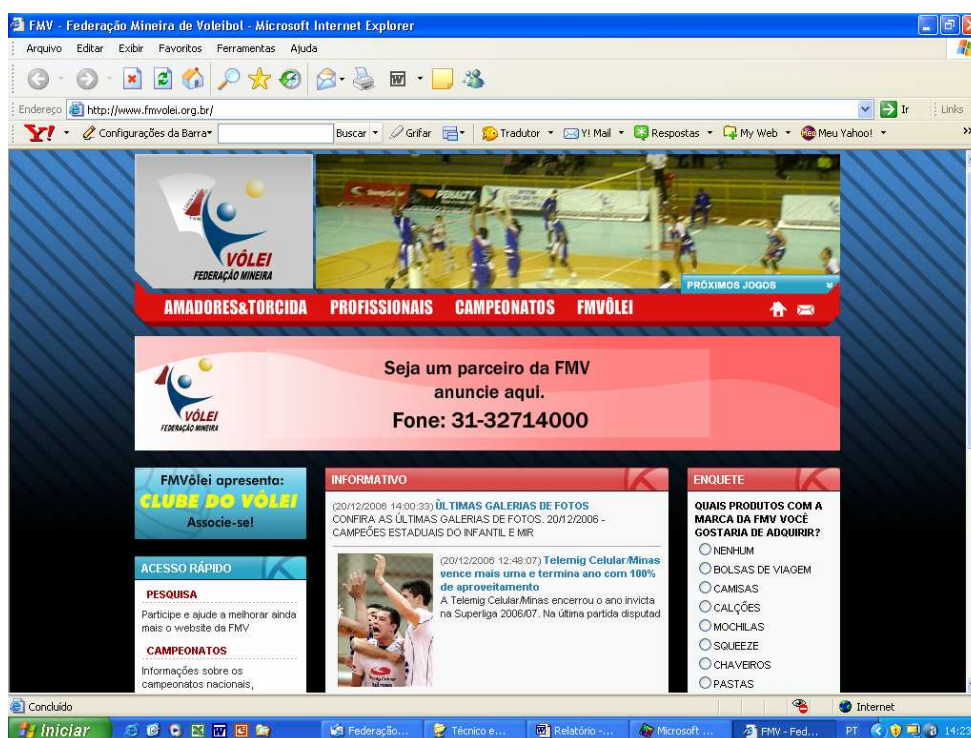 FMV - Federação Mineira de Voleibol - Microsoft Internet Explorer
Arquivo Editar Exibir Favoritos Ferramentas Ajuda
Endereço http://www.fmvolei.org.br/ Ir Links
Y! Configurações da Barra Buscar Grifar Tradutor Y! Mail Respostas My Web Meu Yahoo! »
VÔLEI
FEDERAÇÃO MINEIRA
PENALTY
PRÓXIMOS JOGOS
AMADORES&TORCIDA PROFISSIONAIS CAMPEONATOS FMVÔLEI
VÔLEI
FEDERAÇÃO MINEIRA
Seja um parceiro da FMV
anuncie aqui.
Fone: 31-32714000
FMVôlei apresenta:
CLUBE DO VÔLEI
Associe-se!
ACESSO RÁPIDO
PESQUISA
Participe e ajude a melhorar ainda
mais o website da FMV
CAMPEONATOS
Informações sobre os
campeonatos nacionais,
INFORMATIVO
(20/12/2006 14:00:33) ÙLTIMAS GALERIAS DE FOTOS
CONFIRA AS ÚLTIMAS GALERIAS DE FOTOS. 20/12/2006 -
CAMPEÕES ESTADUAIS DO INFANTIL E MIR
(20/12/2006 12:48:07) Telemig Celular/Minas
vence mais uma e termina ano com 100%
de aproveitamento
A Telemig Celular/Minas encerrou o ano invicta
na Superliga 2006/07. Na última partida disputad
ENQUETE
QUAIS PRODUTOS COM A
MARCA DA FMV VOCÊ
GOSTARIA DE ADQUIRIR?
NENHUM
BOLSAS DE VIAGEM
CAMISAS
CALÇÕES
MOCHILAS
SQUEEZE
CHAVEIROS
PASTAS
Concluído Internet
Iniciar Federação... Técnico e... Relatório -... Microsoft ... FMV - Fed... PT 14:23